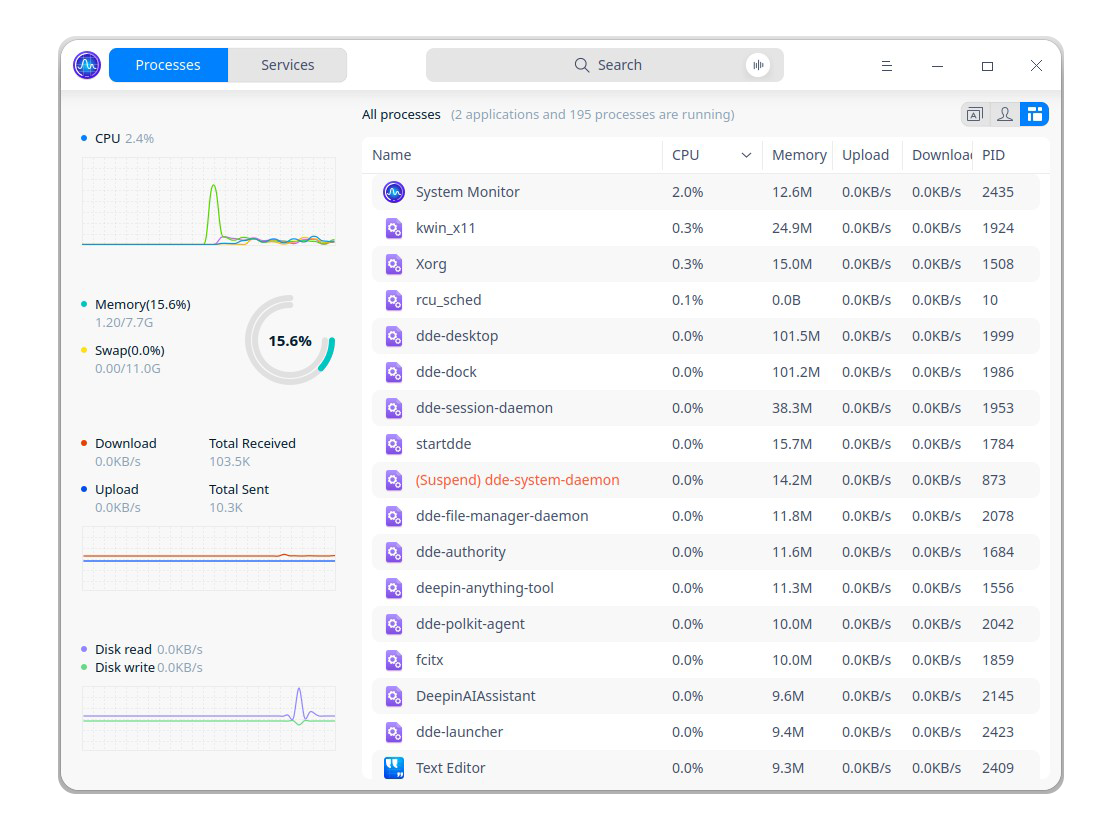 Processes Services Search
All processes (2 applications and 195 processes are running)
CPU 2.4%
Memory(15.6%)
1.20/7.7G
Swap(0.0%)
0.00/11.0G
15.6%
Download Total Received
0.0KB/s 103.5K
Upload Total Sent
0.0KB/s 10.3K
Disk read 0.0KB/s
Disk write 0.0KB/s
Name CPU Memory Upload Downloa PID
System Monitor 2.0% 12.6M 0.0KB/s 0.0KB/s 2435
kwin_x11 0.3% 24.9M 0.0KB/s 0.0KB/s 1924
Xorg 0.3% 15.0M 0.0KB/s 0.0KB/s 1508
rcu_sched 0.1% 0.0B 0.0KB/s 0.0KB/s 10
dde-desktop 0.0% 101.5M 0.0KB/s 0.0KB/s 1999
dde-dock 0.0% 101.2M 0.0KB/s 0.0KB/s 1986
dde-session-daemon 0.0% 38.3M 0.0KB/s 0.0KB/s 1953
startdde 0.0% 15.7M 0.0KB/s 0.0KB/s 1784
(Suspend) dde-system-daemon 0.0% 14.2M 0.0KB/s 0.0KB/s 873
dde-file-manager-daemon 0.0% 11.8M 0.0KB/s 0.0KB/s 2078
dde-authority 0.0% 11.6M 0.0KB/s 0.0KB/s 1684
deepin-anything-tool 0.0% 11.3M 0.0KB/s 0.0KB/s 1556
dde-polkit-agent 0.0% 10.0M 0.0KB/s 0.0KB/s 2042
fcitx 0.0% 10.0M 0.0KB/s 0.0KB/s 1859
DeepinAIAssistant 0.0% 9.6M 0.0KB/s 0.0KB/s 2145
dde-launcher 0.0% 9.4M 0.0KB/s 0.0KB/s 2423
Text Editor 0.0% 9.3M 0.0KB/s 0.0KB/s 2409